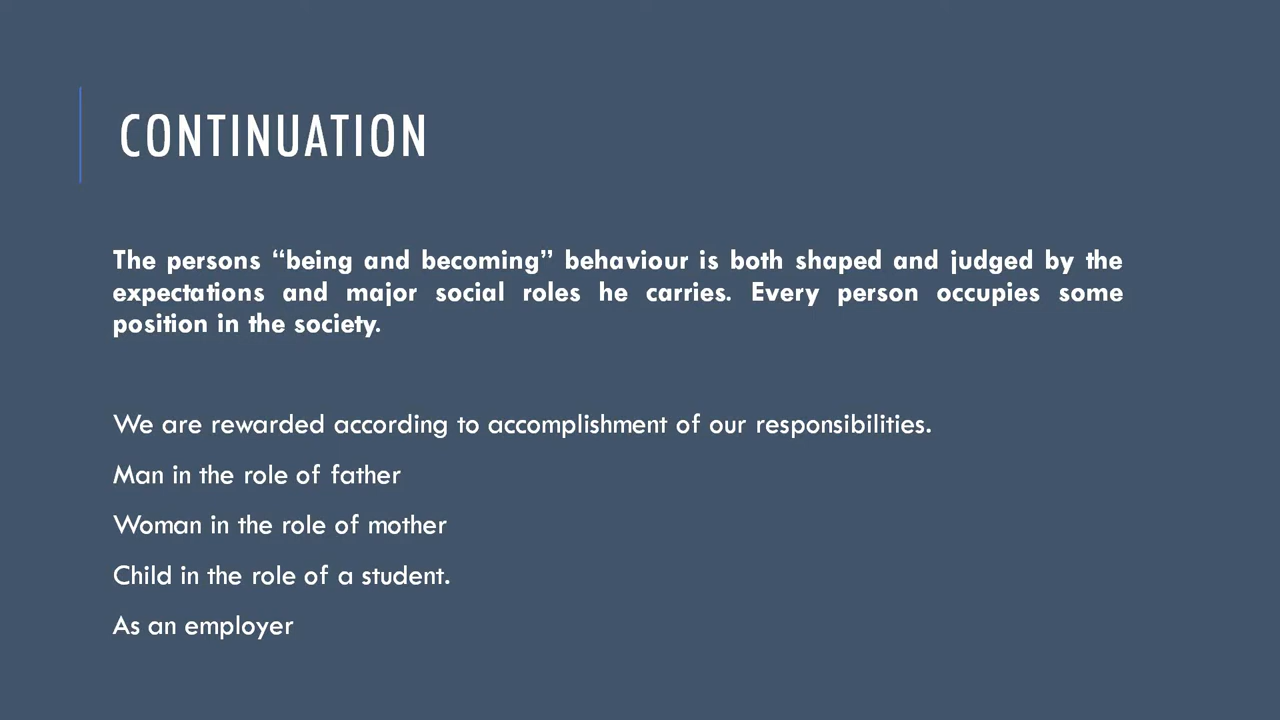 CONTINUATION
The persons “being and becoming” behaviour is both shaped and judged by the
expectations and major social roles he carries. Every person occupies some
position in the society.
We are rewarded according to accomplishment of our responsibilities.
Man in the role of father
Woman in the role of mother
Child in the role of a student.
As an employer